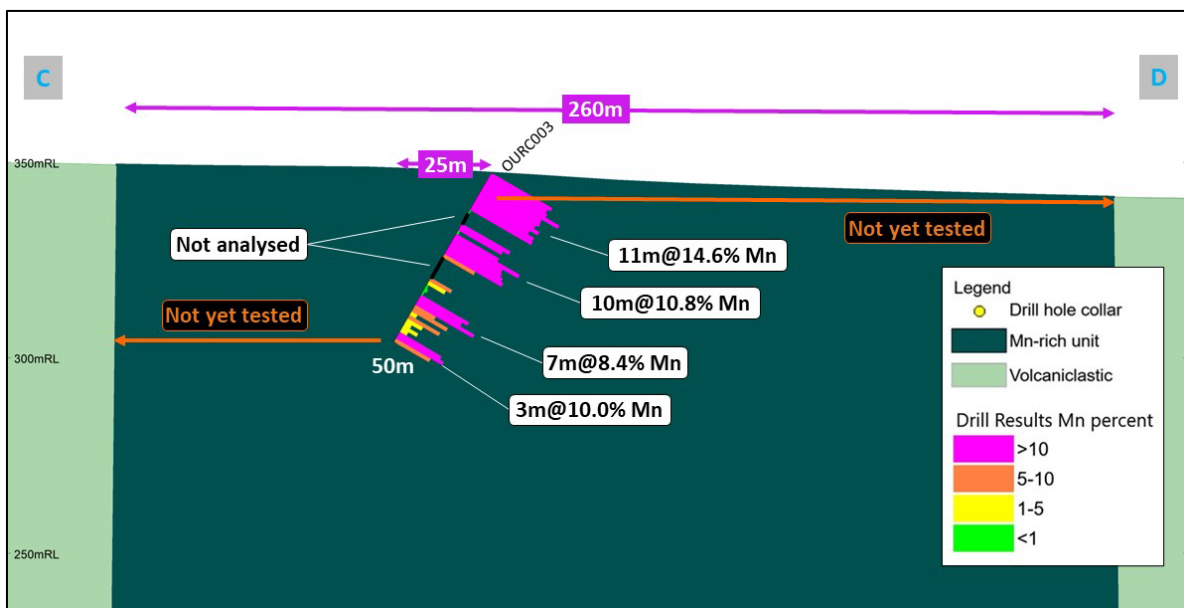 C
D
260m
OURC003
350mRL
25m
Not analysed
Not yet tested
11m@14.6% Mn
10m@10.8% Mn
Not yet tested
300mRL
50m
7m@8.4% Mn
3m@10.0% Mn
250mRL
Legend
Drill hole collar
Mn-rich unit
Volcaniclastic
Drill Results Mn percent
>10
5-10
1-5
<1